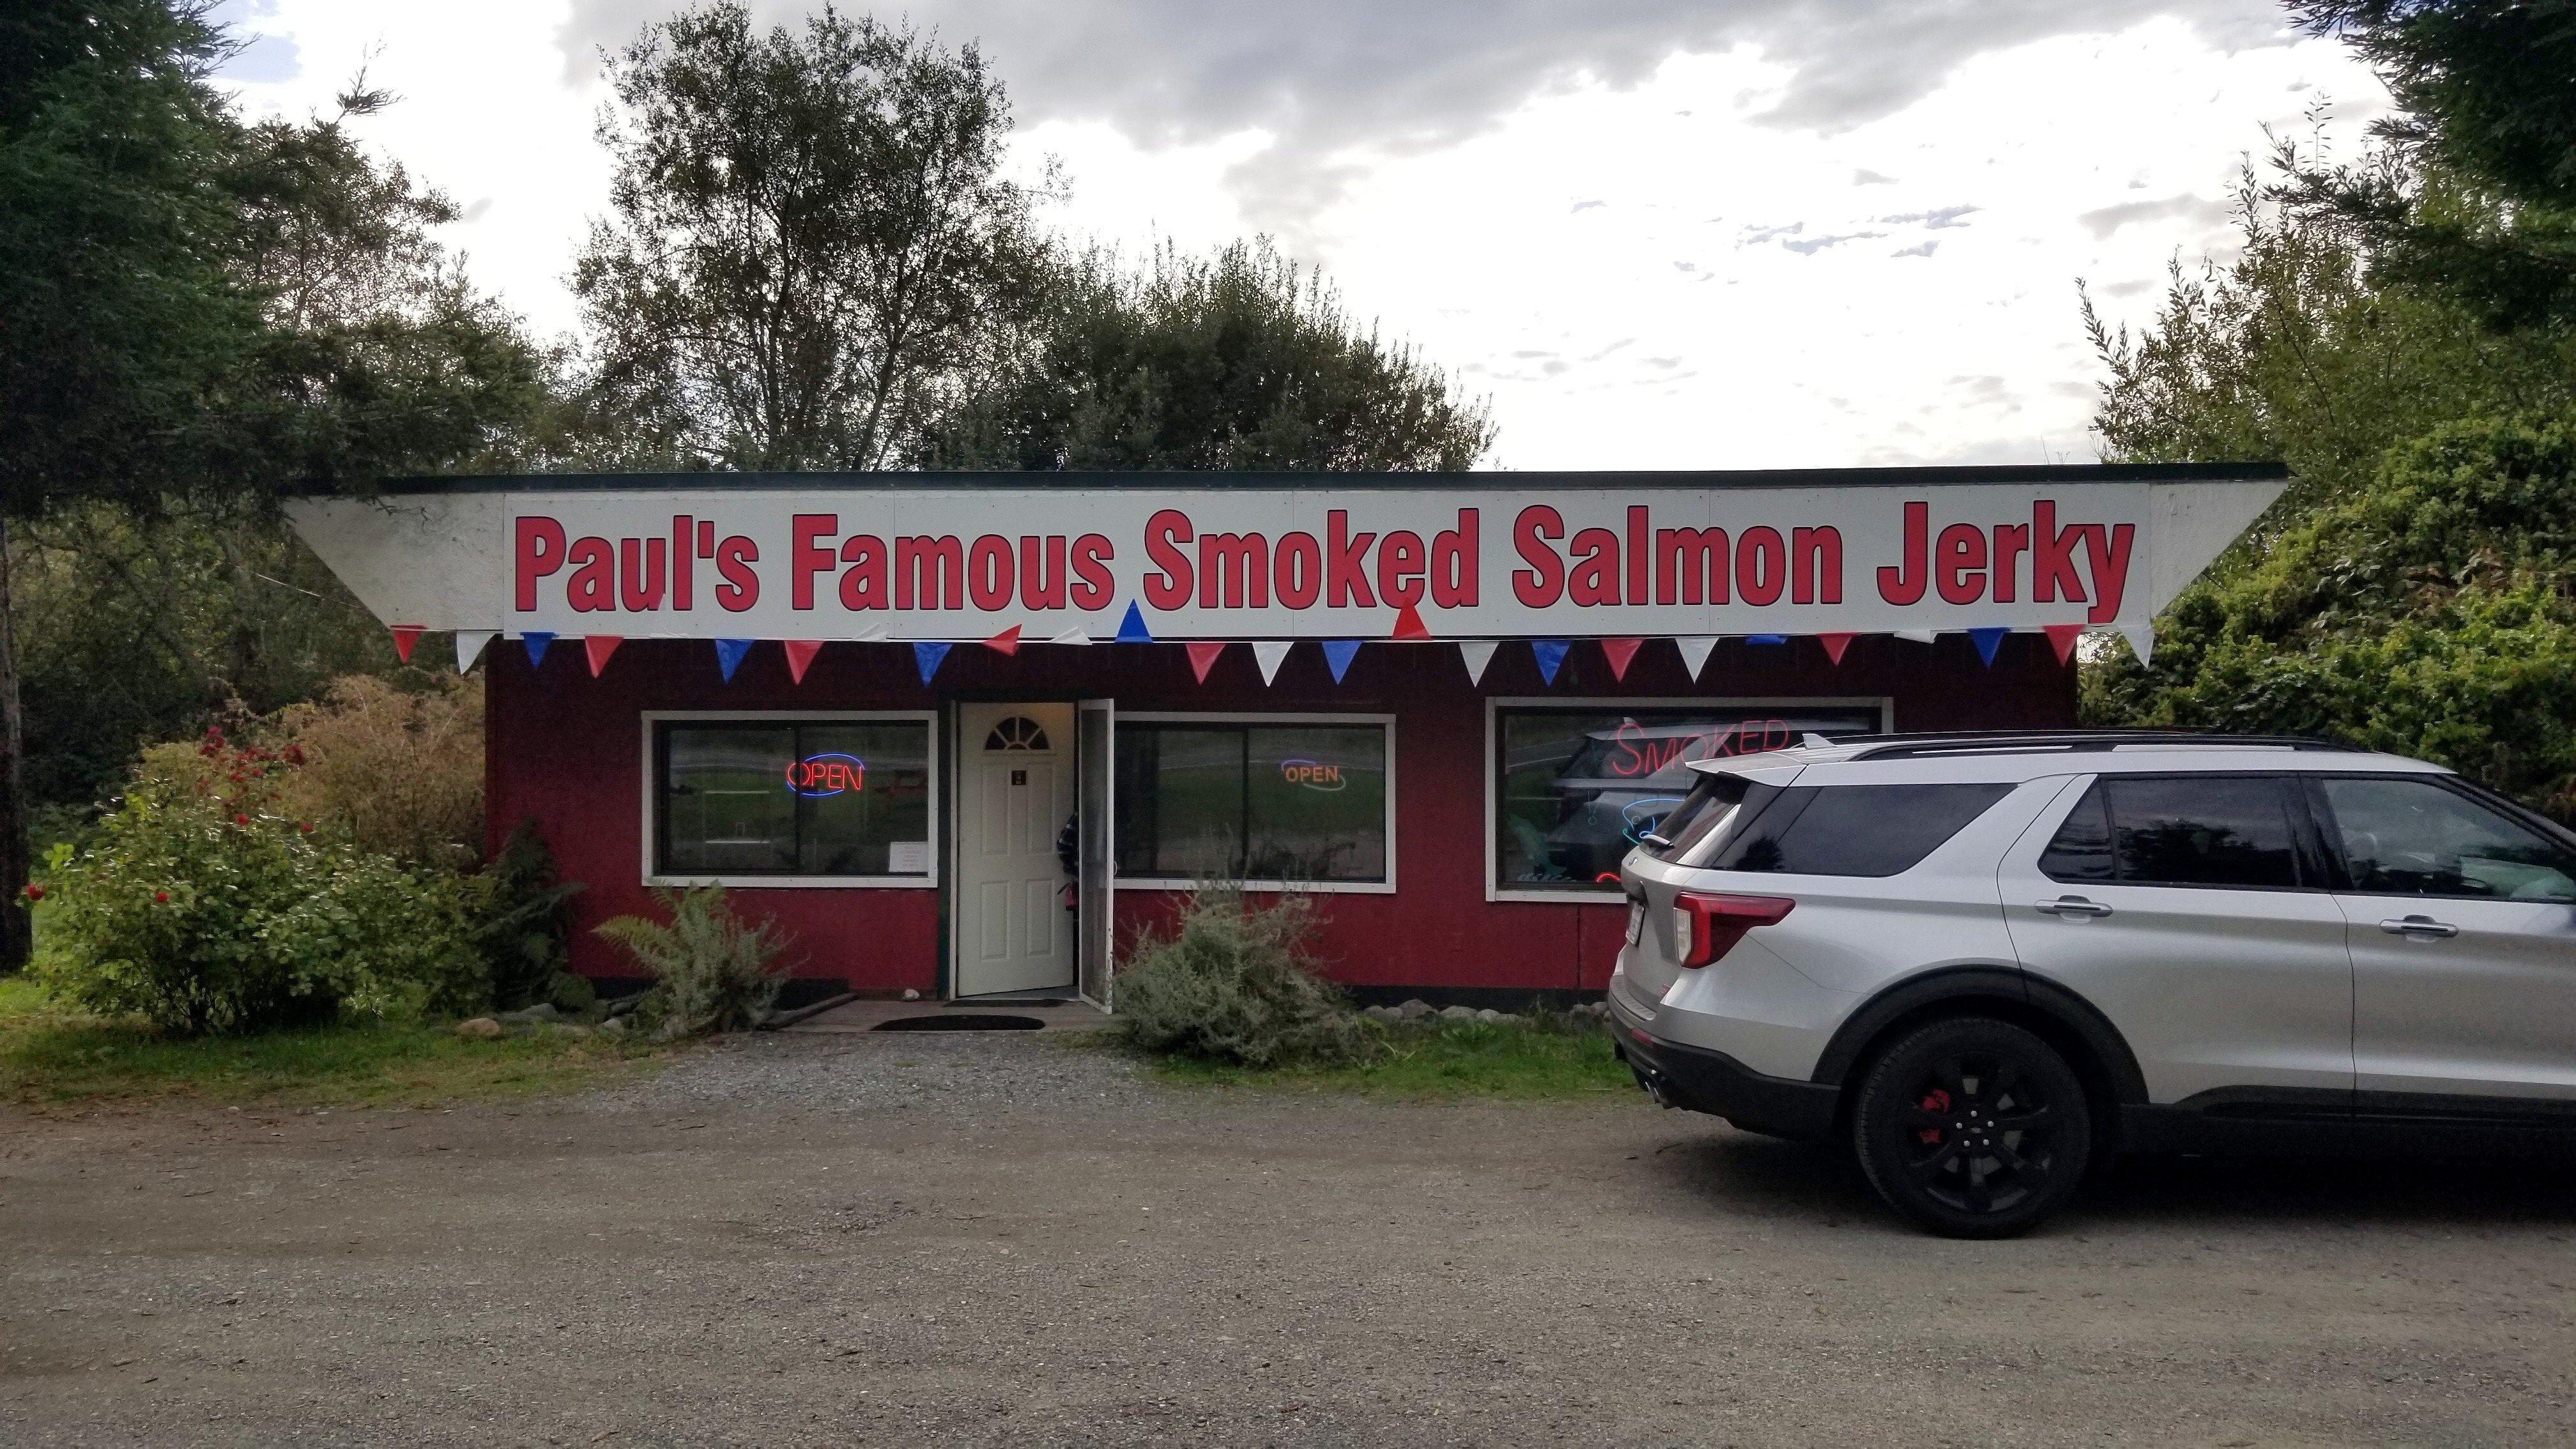 Paul's Famous Smoked Salmon Jerky
OPEN
OPEN
SMOKED